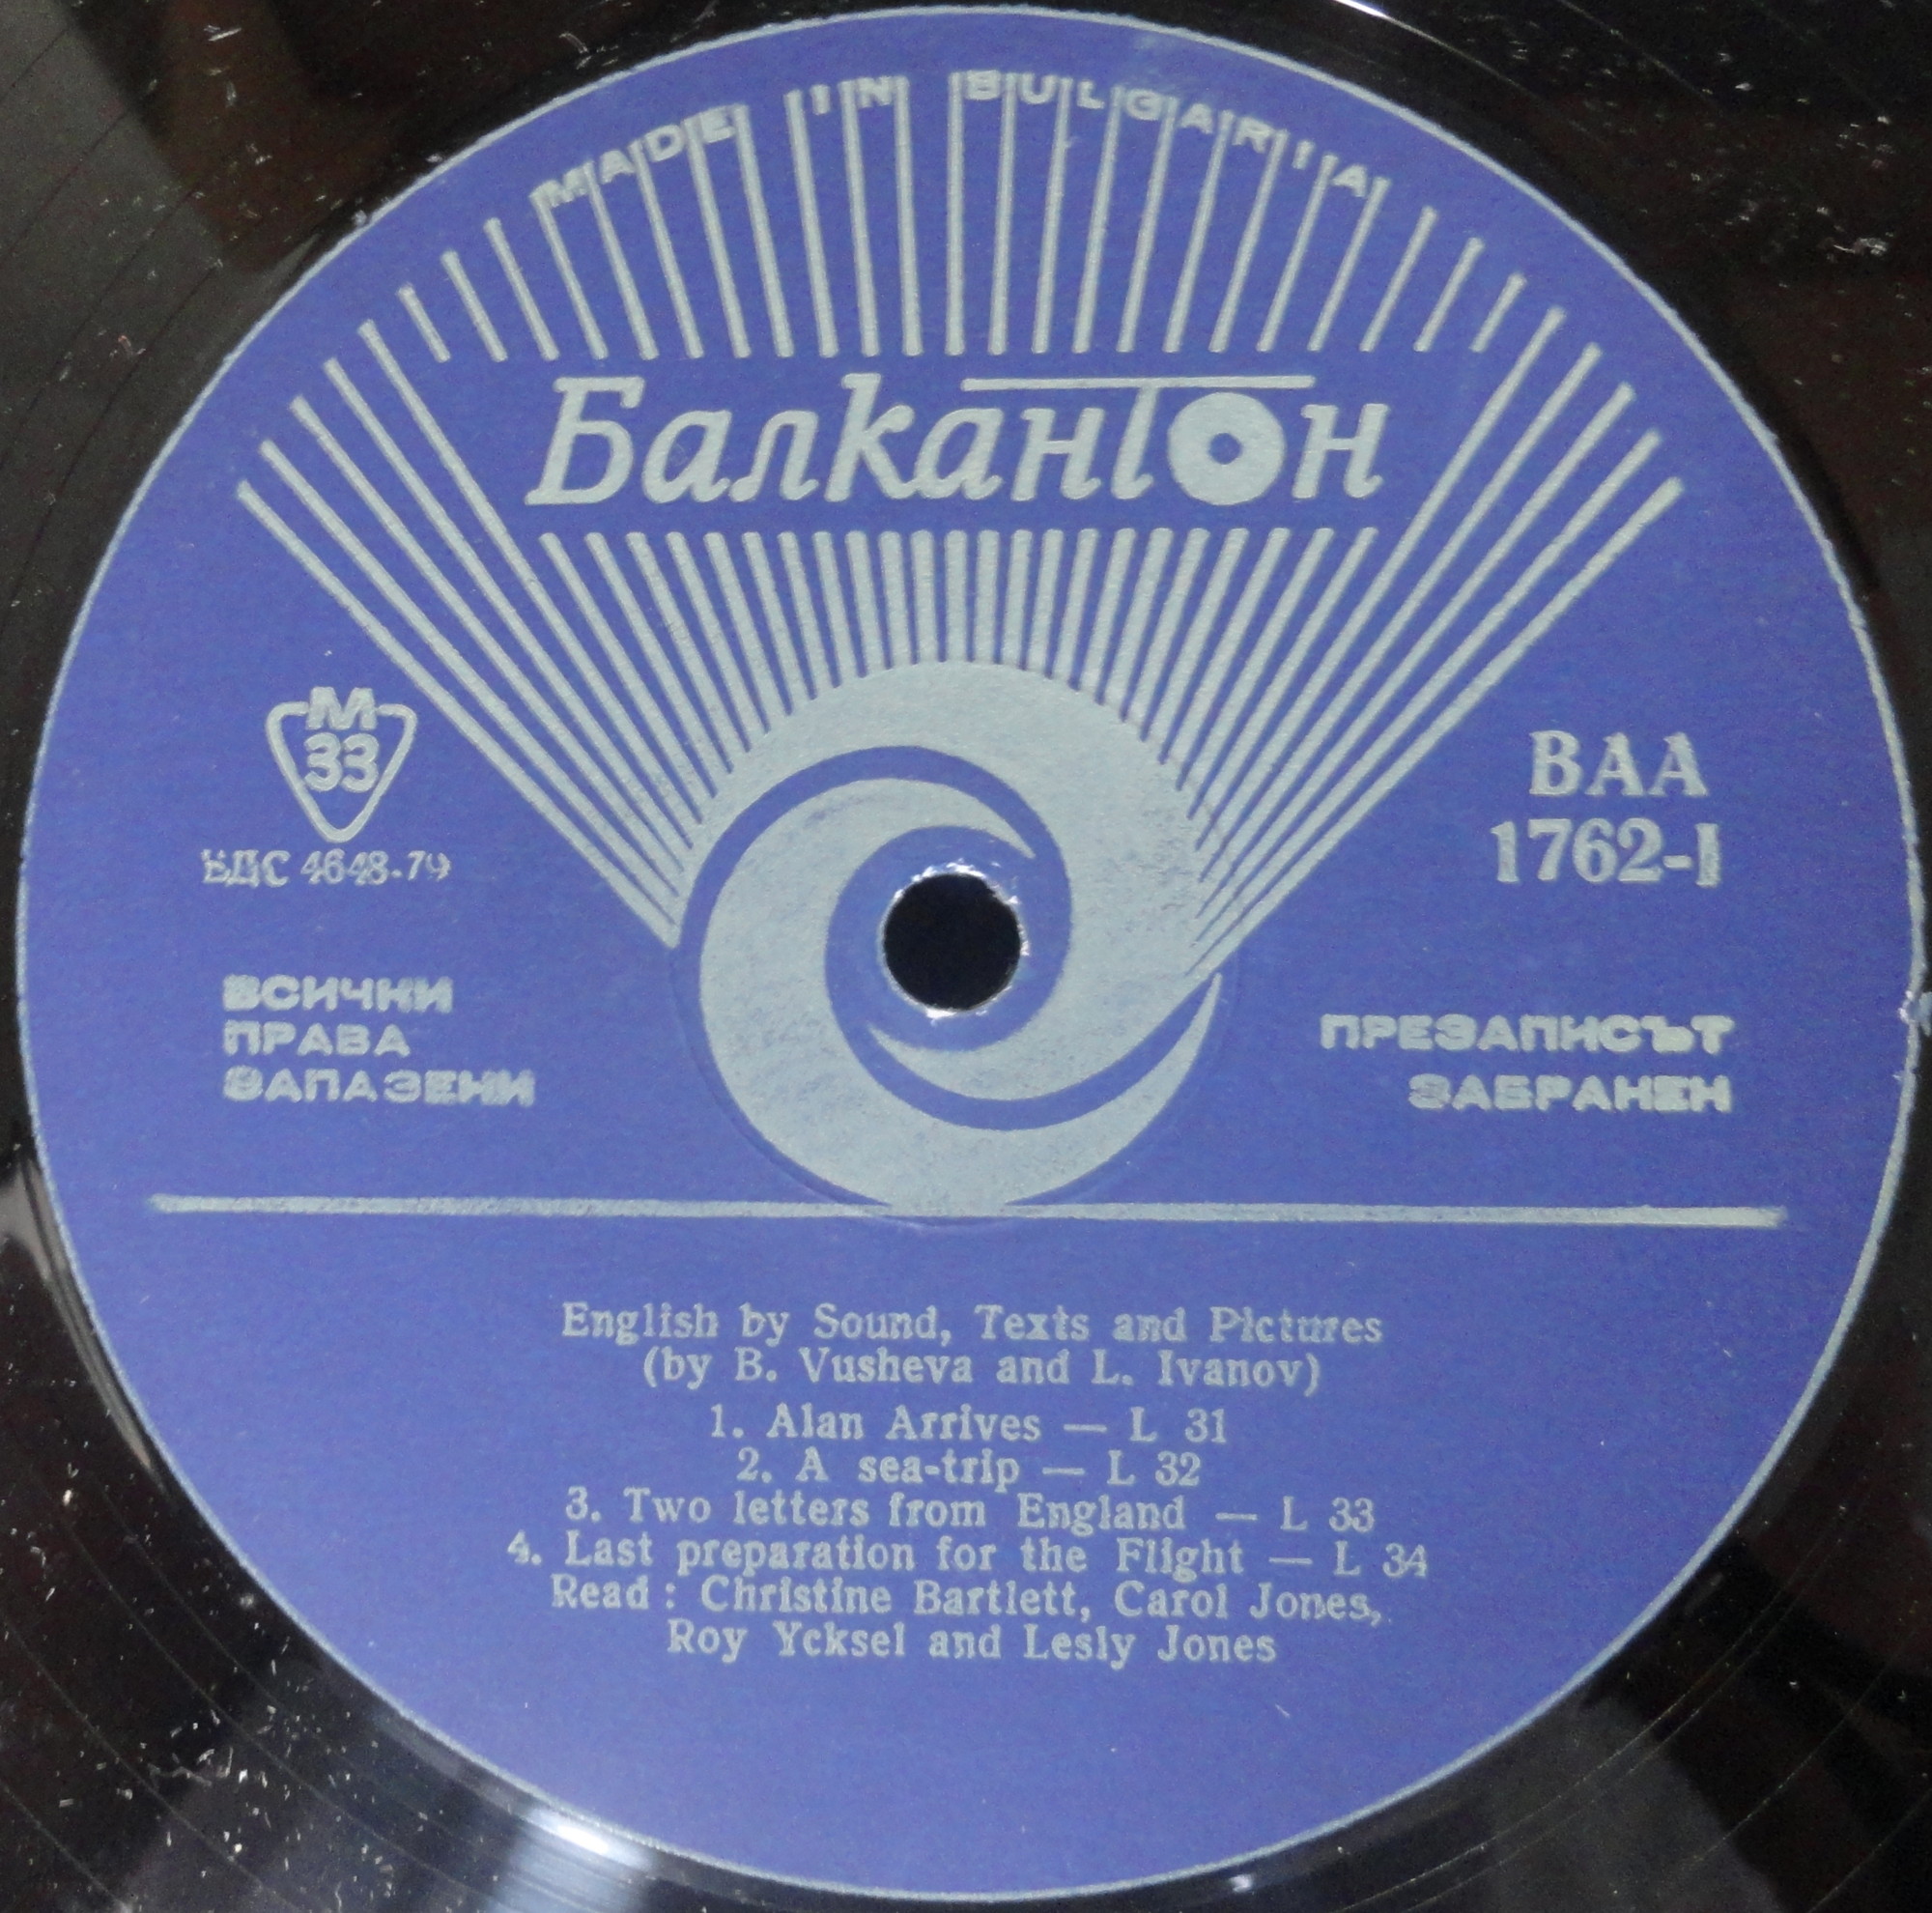 MADE IN BULGARIA
Балкантон
М
33
БДС 4648-79
ВАА
1762-I
ВСИЧКИ
ПРАВА
ЗАПАЗЕНИ
ПРЕЗАПИСЪТ
ЗАБРАНЕН
English by Sound, Texts and Pictures
(by B. Vusheva and L. Ivanov)
1. Alan Arrives — L 31
2. A sea-trip — L 32
3. Two letters from England — L 33
4. Last preparation for the Flight — L 34
Read : Christine Bartlett, Carol Jones,
Roy Ycksel and Lesly Jones